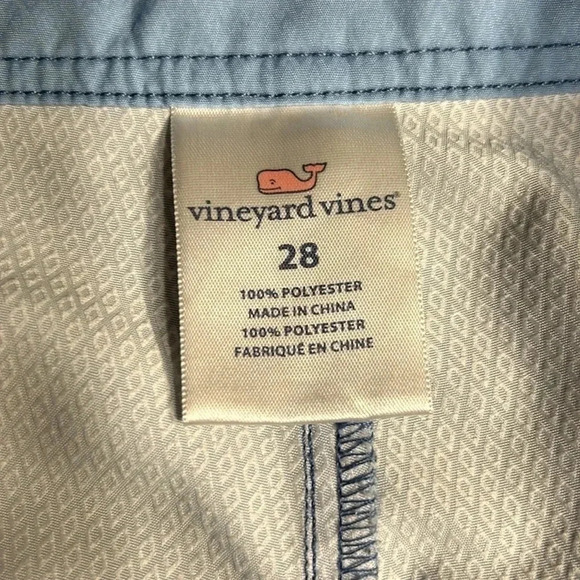 vineyard vines®
28
100% POLYESTER
MADE IN CHINA
100% POLYESTER
FABRIQUÉ EN CHINE